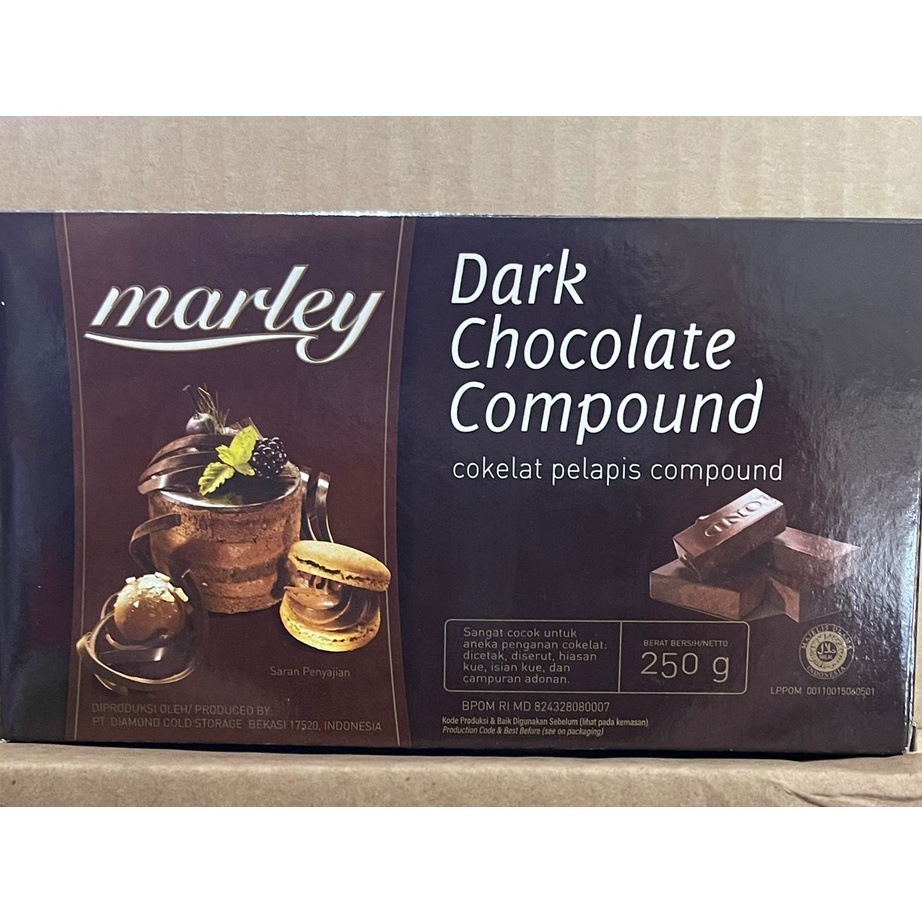 marley
Dark
Chocolate
Compound
cokelat pelapis compound
Saran Penyajian
DIPRODUKSI OLEH/ PRODUCED BY:
PT. DIAMOND COLD STORAGE BEKASI 17520, INDONESIA
Sangat cocok untuk
aneka penganan cokelat:
dicetak, diserut, hiasan
kue, isian kue, dan
campuran adonan.
BERAT BERSIH/NETTO
250 g
BPOM RI MD 824328080007
Kode Produksi & Baik Digunakan Sebelum (lihat pada kemasan)
Production Code & Best Before (see on packaging)
INDONESIA
LPPOM 00110015060501